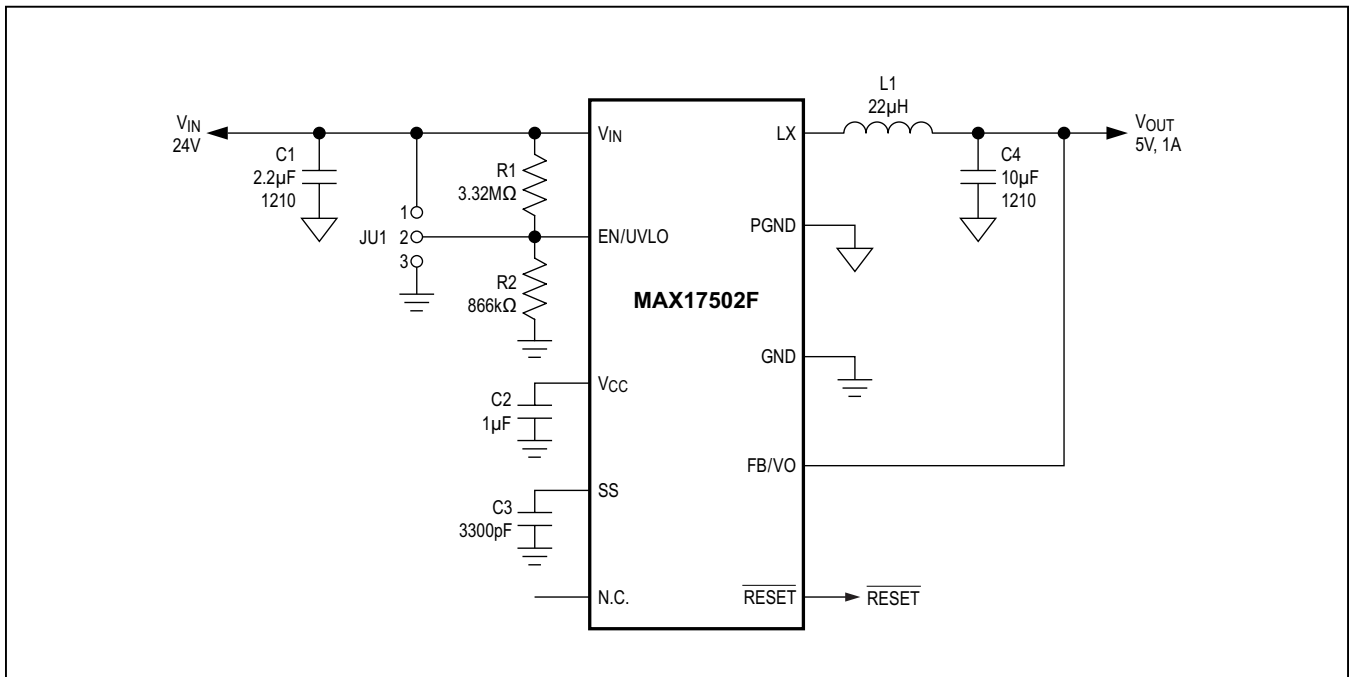 L1
22µH
VIN
24V
VIN
LX
VOUT
5V, 1A
C1
2.2µF
1210
R1
3.32MΩ
C4
10µF
1210
1
JU1 2
3
EN/UVLO
PGND
R2
866kΩ
MAX17502F
GND
VCC
C2
1µF
FB/VO
SS
C3
3300pF
N.C.
RESET
RESET